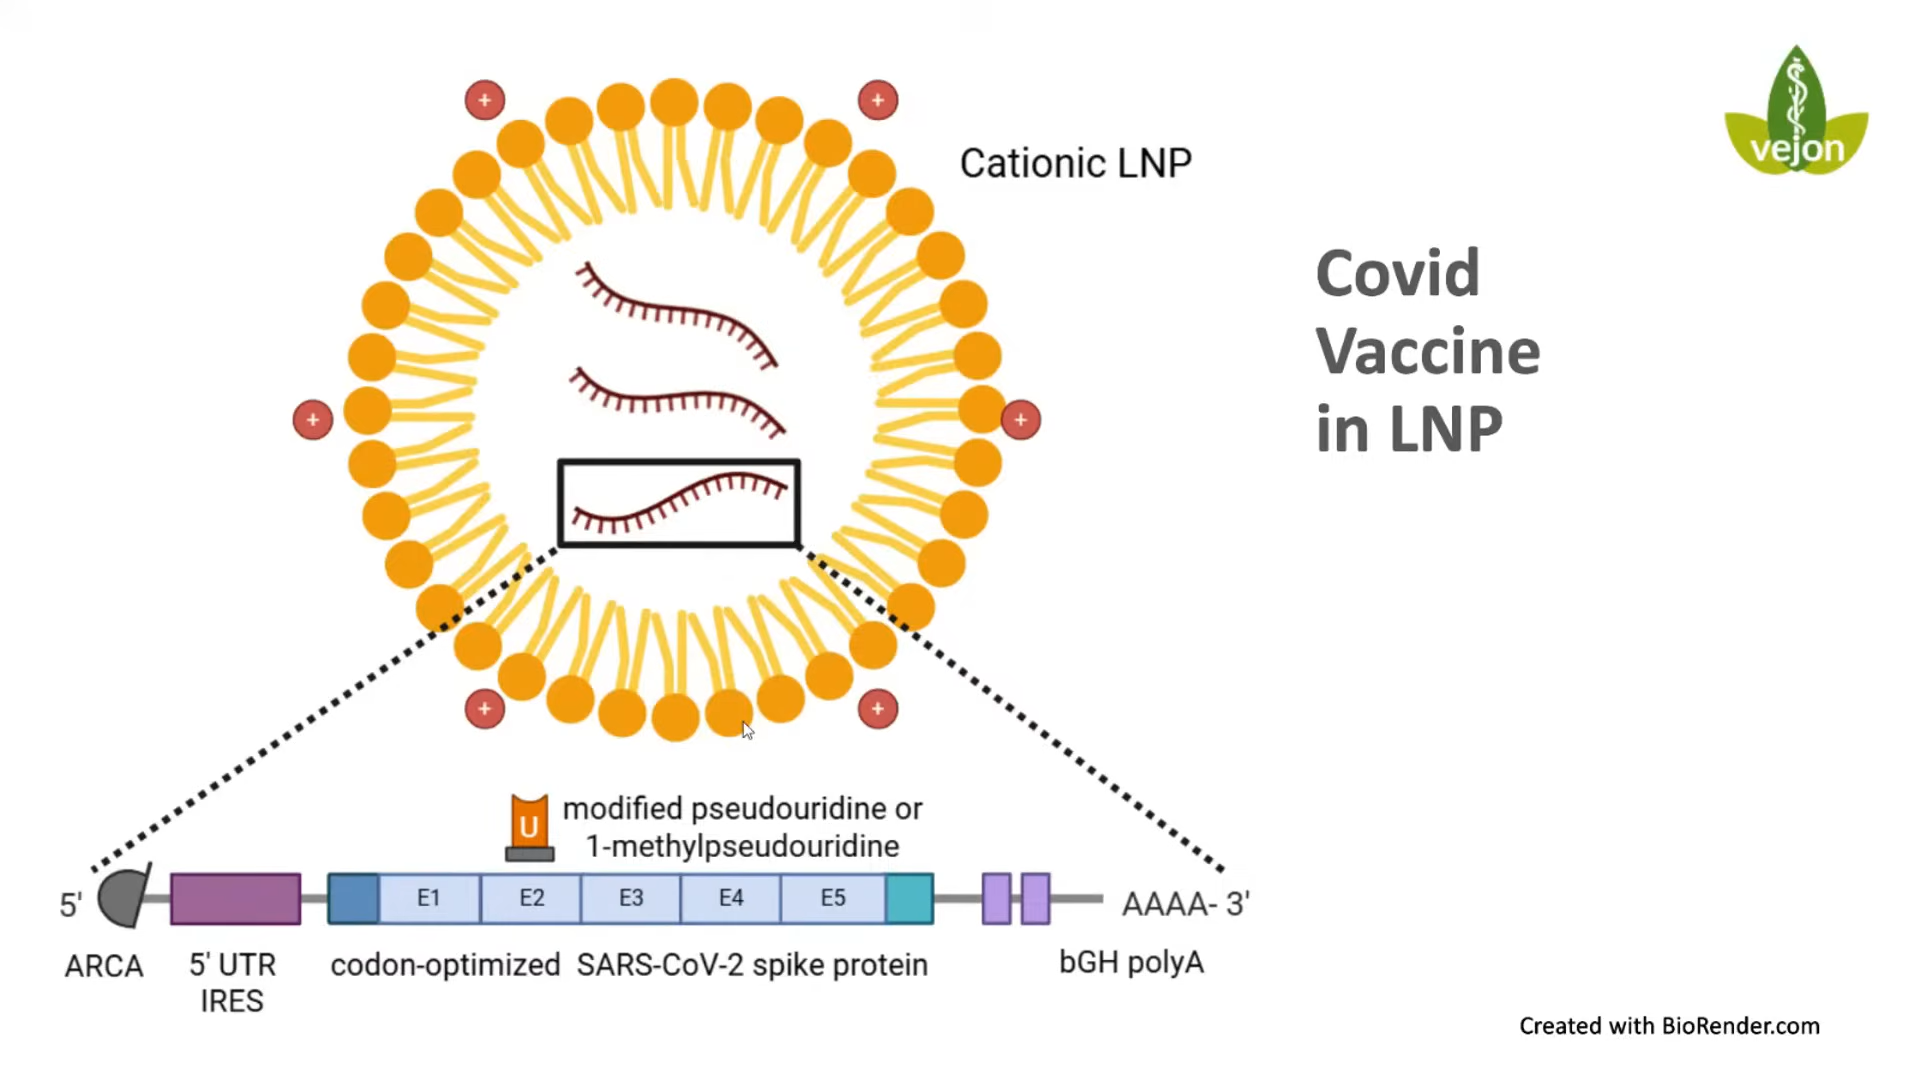 Cationic LNP
vejon
Covid
Vaccine
in LNP
+
+
+
+
+
+
U
modified pseudouridine or
1-methylpseudouridine
5'
E1 E2 E3 E4 E5
AAAA- 3'
ARCA
5' UTR
IRES
codon-optimized SARS-CoV-2 spike protein
bGH polyA
Created with BioRender.com